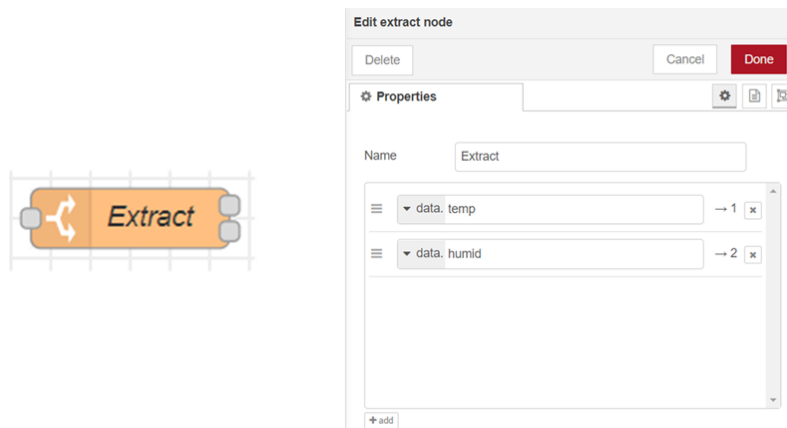 Extract
Edit extract node
Delete
Cancel
Done
Properties
Name
Extract
data. temp
→ 1
data. humid
→ 2
add